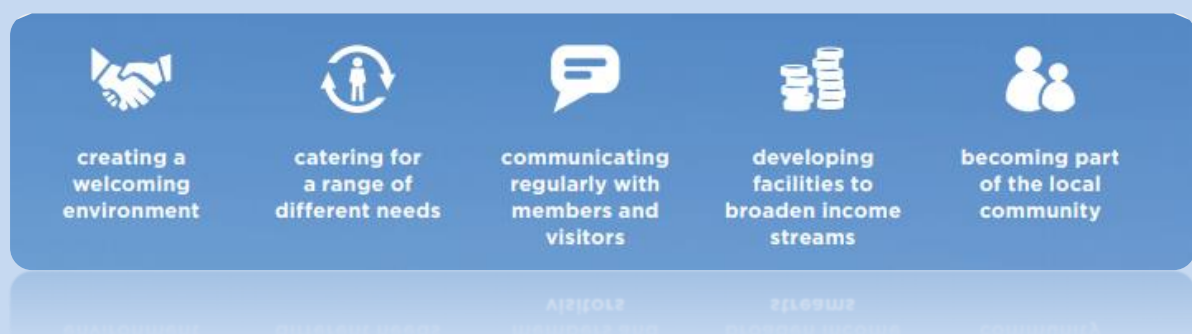 creating a
welcoming
environment
catering for
a range of
different needs
communicating
regularly with
members and
visitors
developing
facilities to
broaden income
streams
becoming part
of the local
community